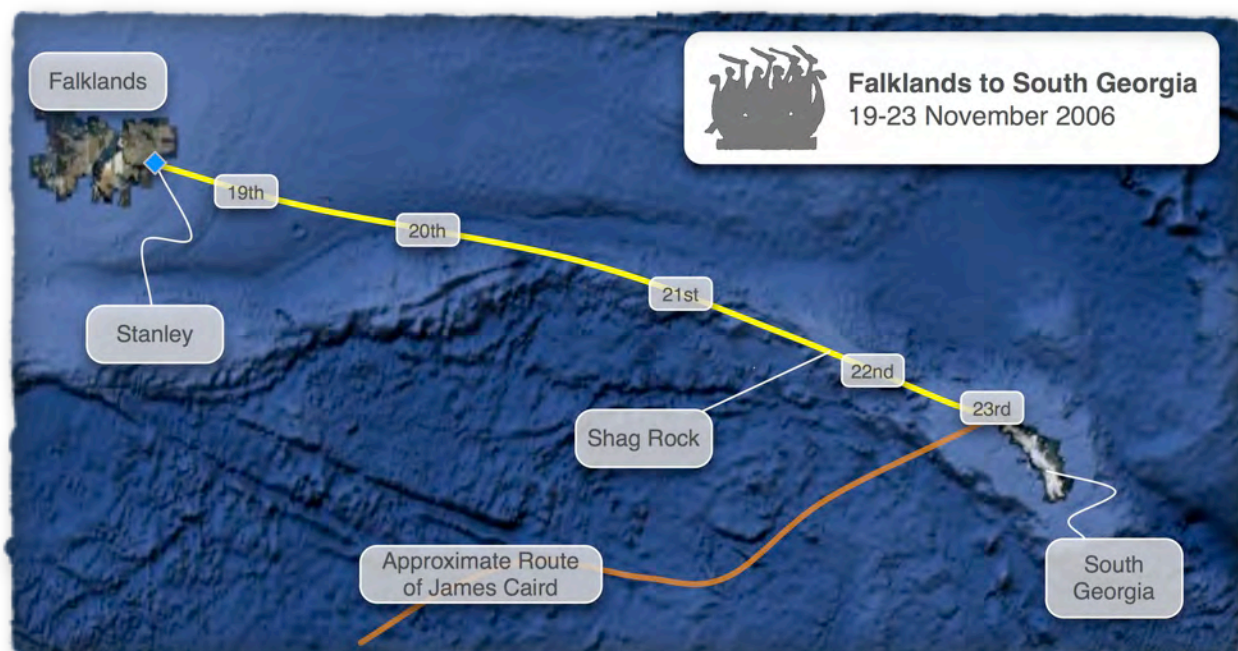 Falklands
Falklands to South Georgia
19-23 November 2006
19th
20th
21st
Stanley
22nd
23rd
Shag Rock
Approximate Route
of James Caird
South
Georgia